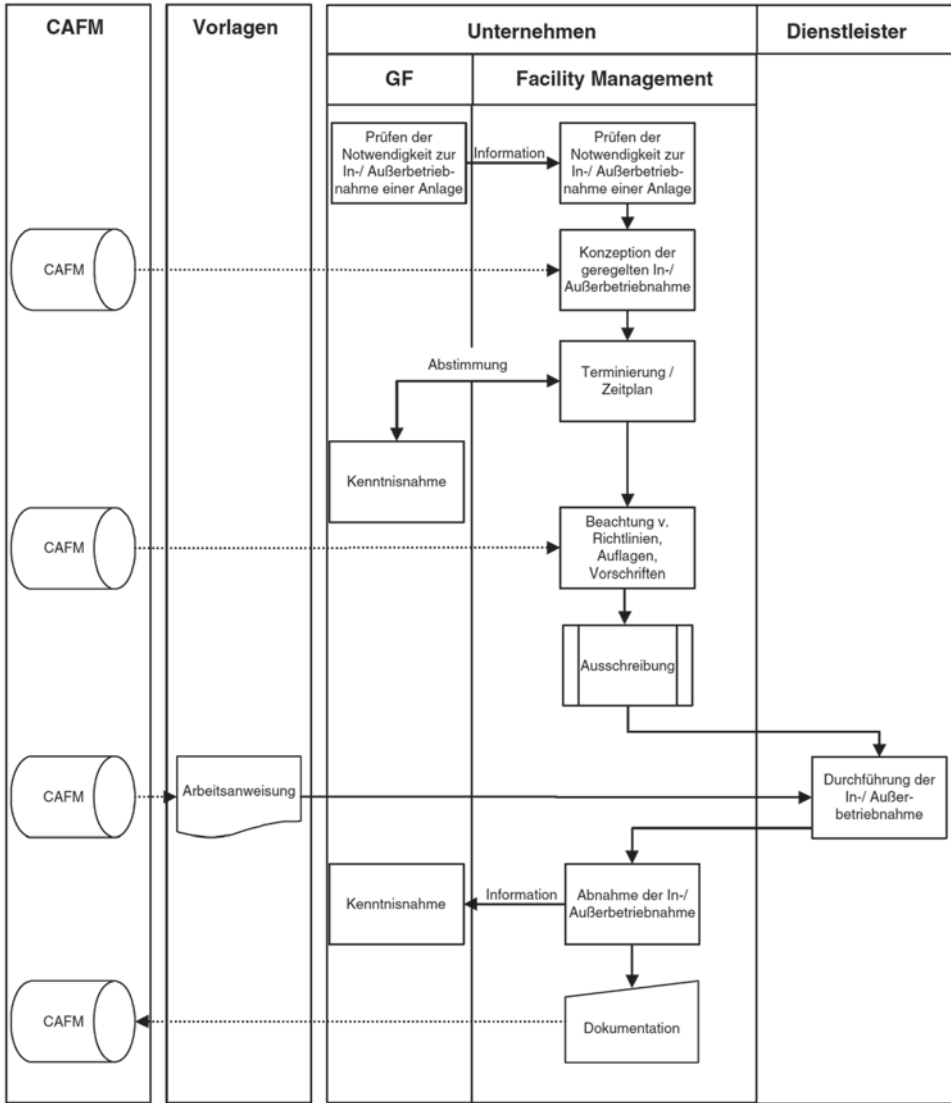 CAFM
Vorlagen
Unternehmen
Dienstleister
GF
Facility Management
Prüfen der
Notwendigkeit zur
In-/ Außerbetrieb-
nahme einer Anlage
Information
Prüfen der
Notwendigkeit zur
In-/ Außerbetrieb-
nahme einer Anlage
CAFM
Konzeption der
geregelten In-/
Außerbetriebnahme
Abstimmung
Terminierung /
Zeitplan
Kenntnisnahme
CAFM
Beachtung v.
Richtlinien,
Auflagen,
Vorschriften
Ausschreibung
CAFM
Arbeitsanweisung
Durchführung der
In-/ Außer-
betriebnahme
Kenntnisnahme
Information
Abnahme der In-/
Außerbetriebnahme
CAFM
Dokumentation